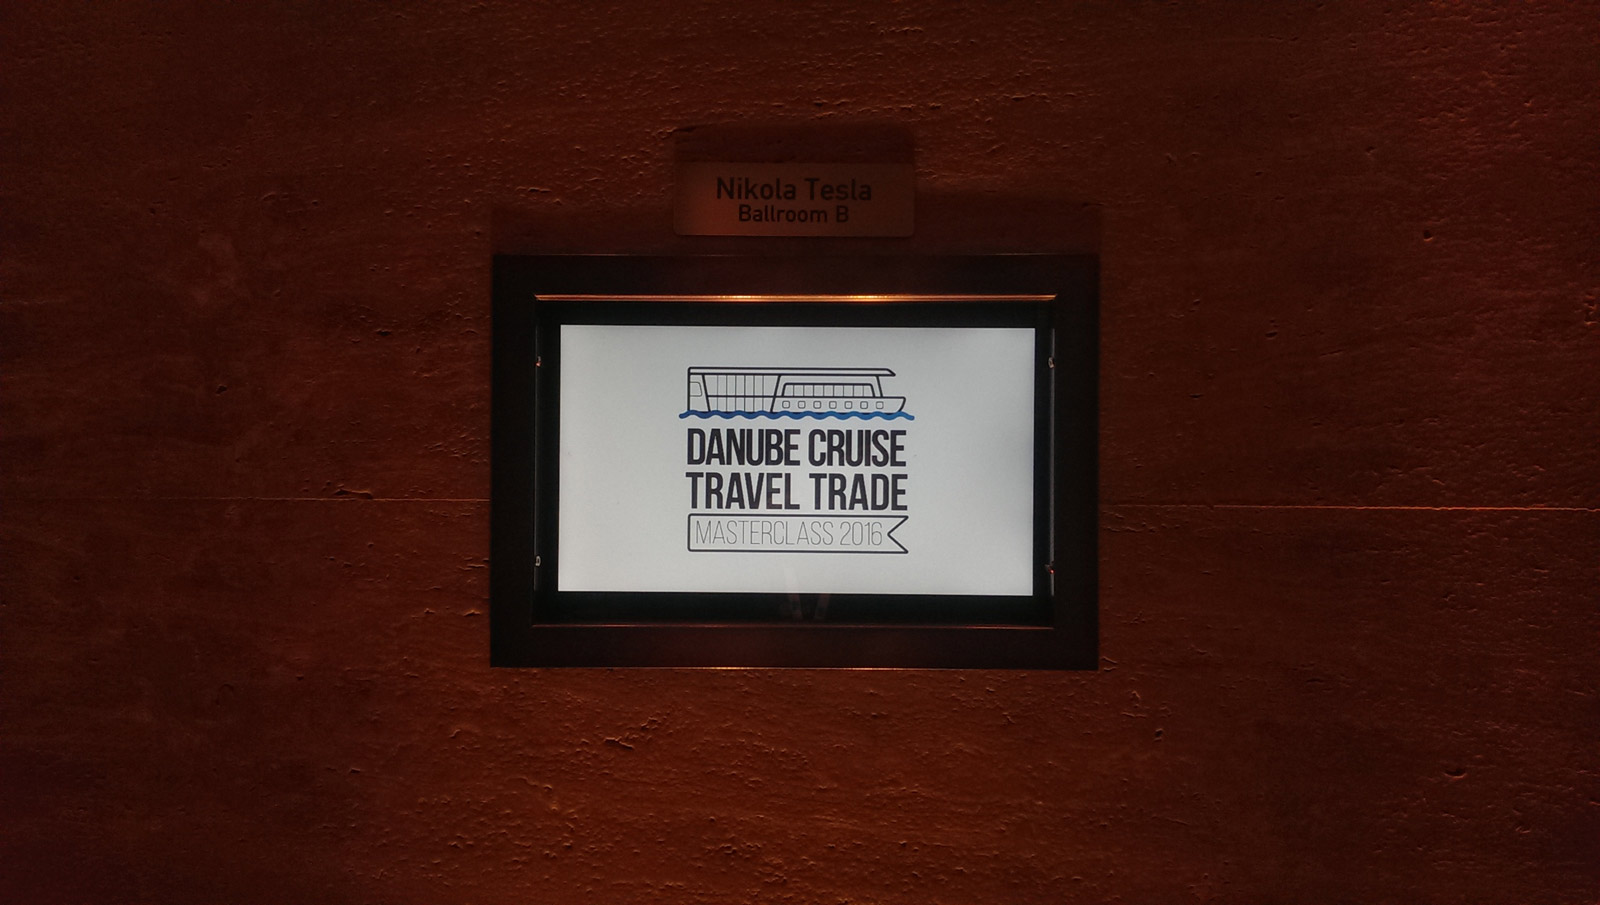 Nikola Tesla
Ballroom B
DANUBE CRUISE
TRAVEL TRADE
MASTERCLASS 2016